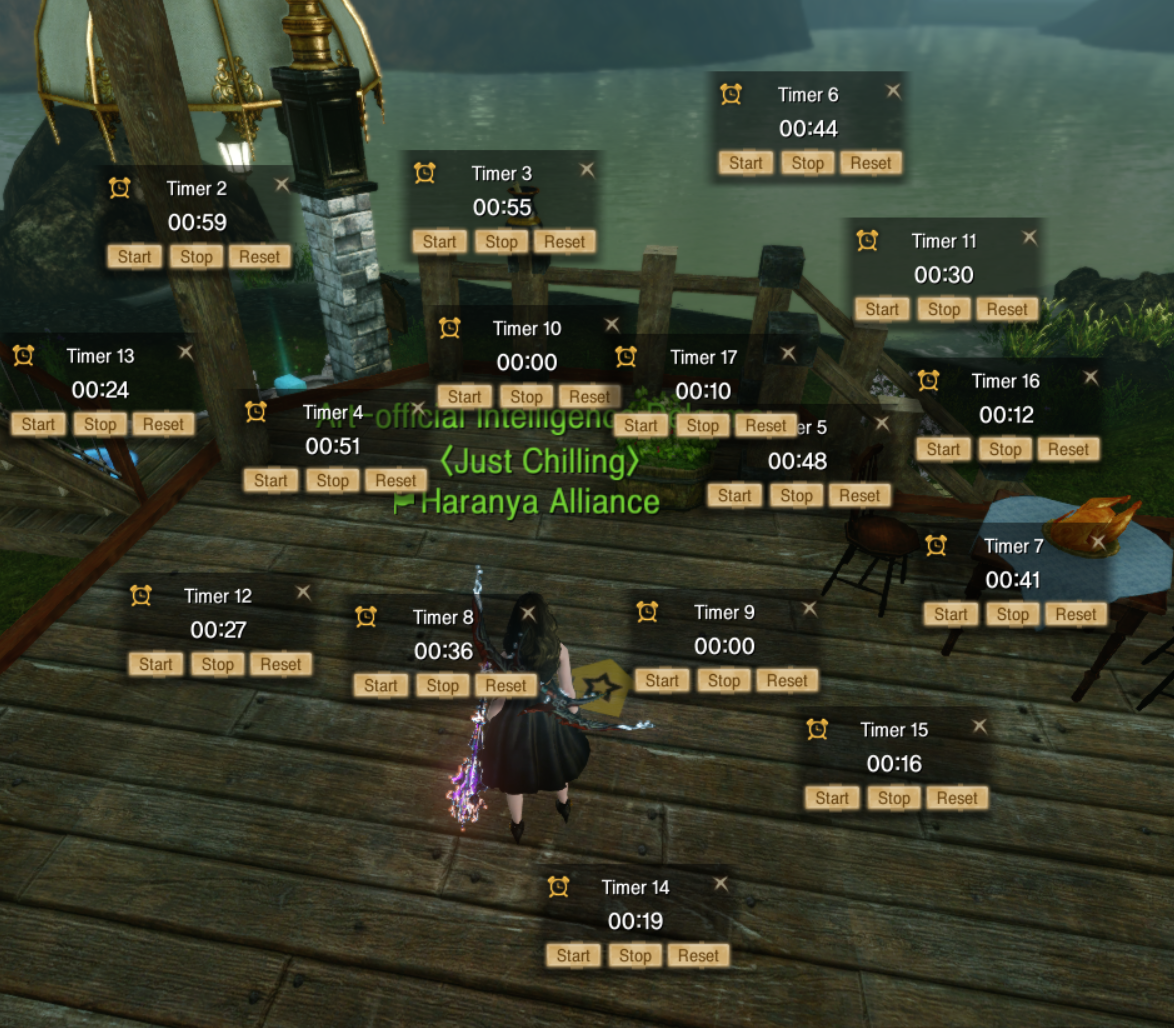 Timer 6
00:44
Start Stop Reset
Timer 2
00:59
Start Stop Reset
Timer 3
00:55
Start Stop Reset
Timer 11
00:30
Start Stop Reset
Timer 10
00:00
Start Stop Reset
Timer 13
00:24
Start Stop Reset
Timer 17
00:10
Start Stop Reset
Timer 16
00:12
Start Stop Reset
Timer 4
00:51
Start Stop Reset
er 5
00:48
Start Stop Reset
Art-official Intelligenc
〈Just Chilling〉
Haranya Alliance
Timer 7
00:41
Start Stop Reset
Timer 12
00:27
Start Stop Reset
Timer 8
00:36
Start Stop Reset
Timer 9
00:00
Start Stop Reset
Timer 15
00:16
Start Stop Reset
Timer 14
00:19
Start Stop Reset